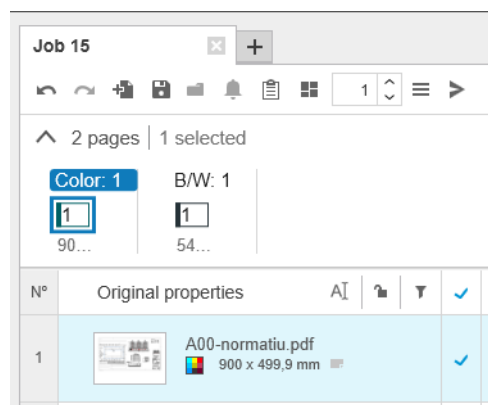 Job 15
1
2 pages | 1 selected
Color: 1 B/W: 1
1 1
90... 54...
Nº Original properties
1 A00-normatiu.pdf
900 x 499,9 mm